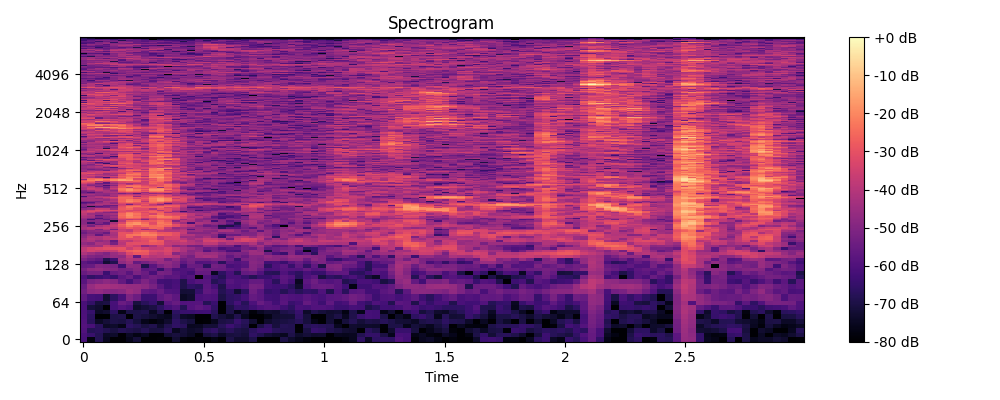 Spectrogram
Hz
4096
2048
1024
512
256
128
64
0
0
0.5
1
1.5
2
2.5
Time
+0 dB
-10 dB
-20 dB
-30 dB
-40 dB
-50 dB
-60 dB
-70 dB
-80 dB